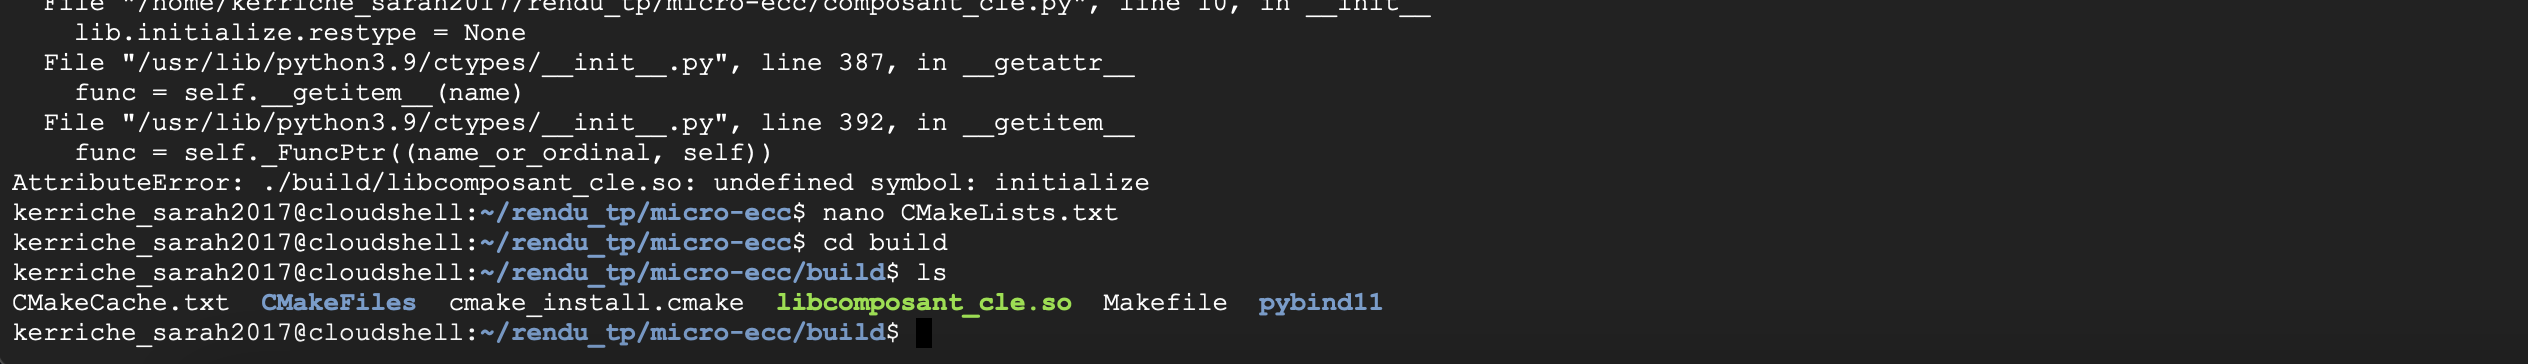 File "/home/kerriche_sarah2017/rendu_tp/micro-ecc/composant_cle.py", line 10, in __init__
lib.initialize.restype = None
File "/usr/lib/python3.9/ctypes/__init__.py", line 387, in __getattr__
func = self.__getitem__(name)
File "/usr/lib/python3.9/ctypes/__init__.py", line 392, in __getitem__
func = self._FuncPtr((name_or_ordinal, self))
AttributeError: ./build/libcomposant_cle.so: undefined symbol: initialize
kerriche_sarah2017@cloudshell:~/rendu_tp/micro-ecc$ nano CMakeLists.txt
kerriche_sarah2017@cloudshell:~/rendu_tp/micro-ecc$ cd build
kerriche_sarah2017@cloudshell:~/rendu_tp/micro-ecc/build$ ls
CMakeCache.txt  CMakeFiles  cmake_install.cmake  libcomposant_cle.so  Makefile  pybind11
kerriche_sarah2017@cloudshell:~/rendu_tp/micro-ecc/build$